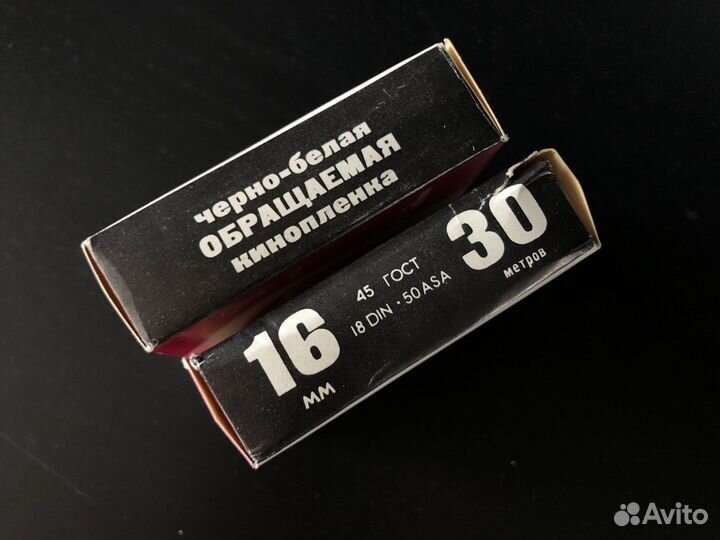 черно-белая
ОБРАЩАЕМАЯ
кинопленка
16
мм
45 ГОСТ
18 DIN · 50 ASA
30
метров
Avito